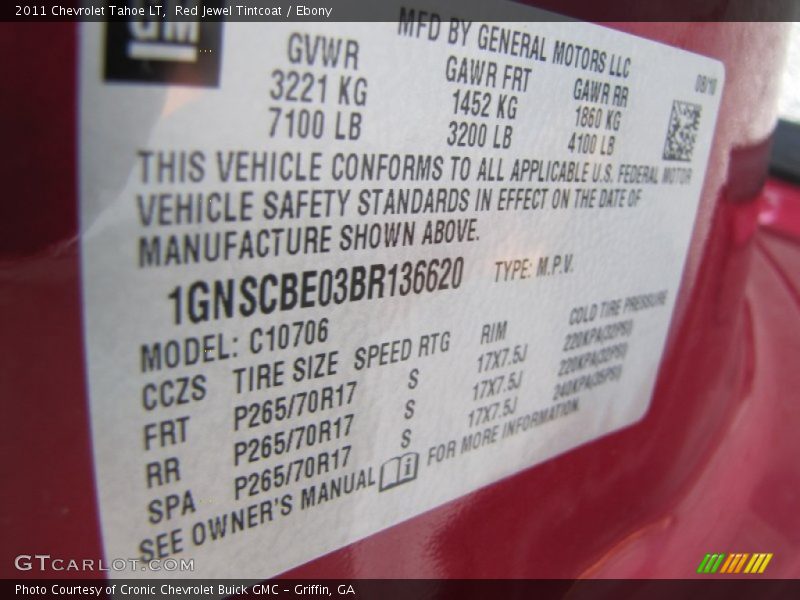 2011 Chevrolet Tahoe LT, Red Jewel Tintcoat / Ebony
GM
MFD BY GENERAL MOTORS LLC
GVWR GAWR FRT GAWR RR 08/10
3221 KG 1452 KG 1860 KG
7100 LB 3200 LB 4100 LB
THIS VEHICLE CONFORMS TO ALL APPLICABLE U.S. FEDERAL MOTOR
VEHICLE SAFETY STANDARDS IN EFFECT ON THE DATE OF
MANUFACTURE SHOWN ABOVE.
1GNSCBE03BR136620 TYPE: M.P.V.
MODEL: C10706
CCZS TIRE SIZE SPEED RTG RIM COLD TIRE PRESSURE
FRT P265/70R17 S 17X7.5J 220KPA(32PSI)
RR P265/70R17 S 17X7.5J 220KPA(32PSI)
SPA P265/70R17 S 17X7.5J 240KPA(35PSI)
SEE OWNER'S MANUAL FOR MORE INFORMATION.
GTCARLOT.COM
Photo Courtesy of Cronic Chevrolet Buick GMC – Griffin, GA